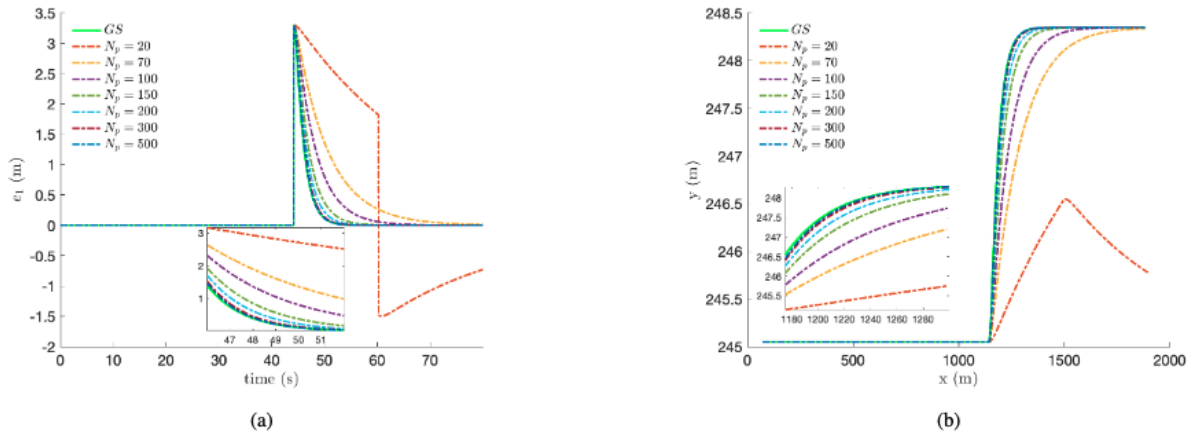 3.5
3
2.5
2
1.5
1
0.5
0
-0.5
-1
-1.5
-2
e₁ (m)
GS
Nₚ = 20
Nₚ = 70
Nₚ = 100
Nₚ = 150
Nₚ = 200
Nₚ = 300
Nₚ = 500
3
2
1
47 48 49 50 51
0 10 20 30 40 50 60 70
time (s)
(a)
248.5
248
247.5
247
246.5
246
245.5
245
y (m)
GS
Nₚ = 20
Nₚ = 70
Nₚ = 100
Nₚ = 150
Nₚ = 200
Nₚ = 300
Nₚ = 500
248
247.5
247
246.5
246
245.5
1180 1200 1220 1240 1260 1280
0 500 1000 1500 2000
x (m)
(b)